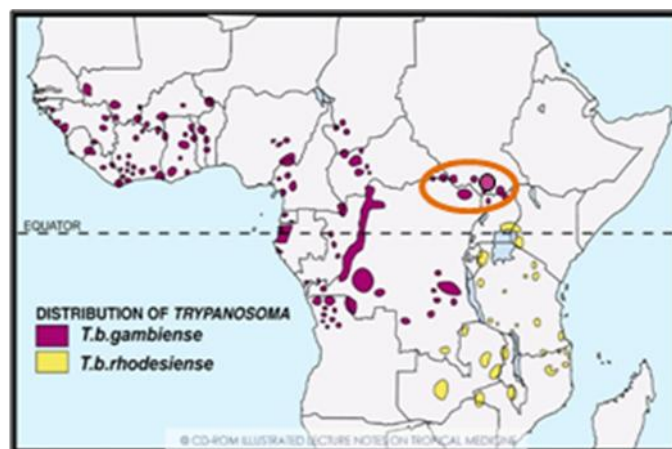 EQUATOR
DISTRIBUTION OF TRYPANOSOMA
T.b.gambiense
T.b.rhodesiense
© CD-ROM ILLUSTRATED LECTURE NOTES ON TROPICAL MEDICINE